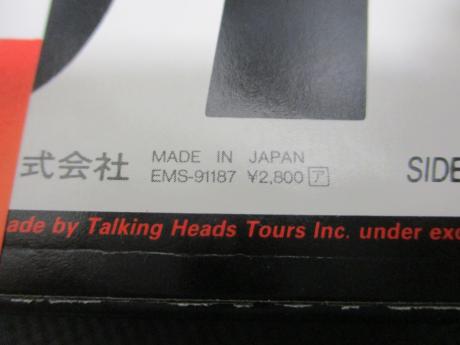 式会社
MADE IN JAPAN
EMS-91187 ¥2,800 ア
SIDE
ade by Talking Heads Tours Inc. under exc